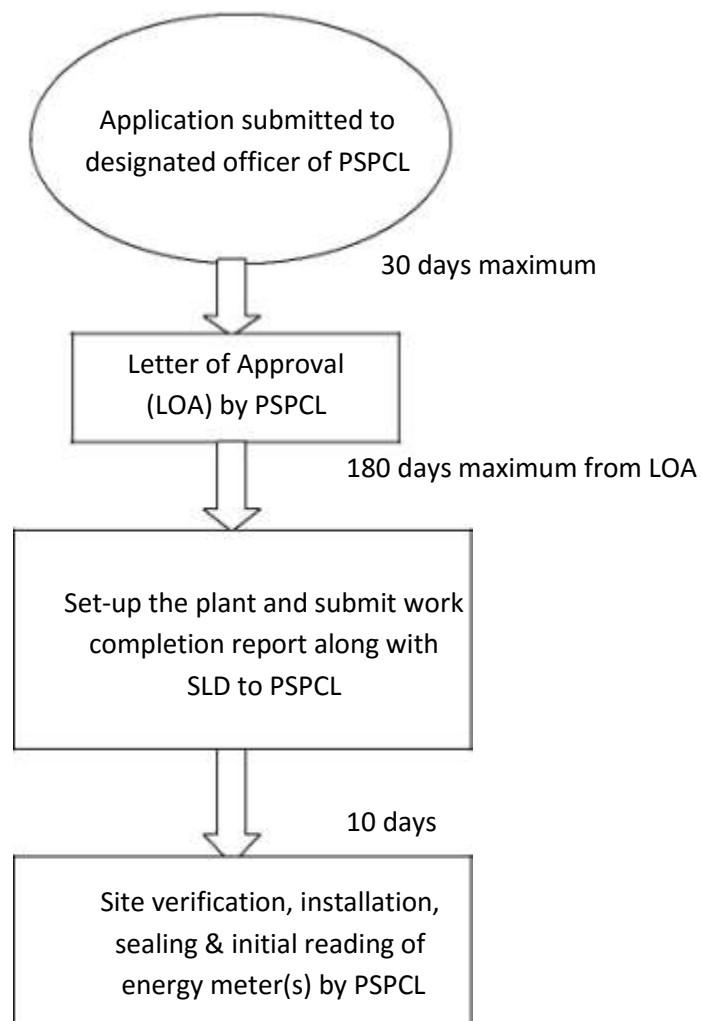 Application submitted to
designated officer of PSPCL
30 days maximum
Letter of Approval
(LOA) by PSPCL
180 days maximum from LOA
Set-up the plant and submit work
completion report along with
SLD to PSPCL
10 days
Site verification, installation,
sealing & initial reading of
energy meter(s) by PSPCL